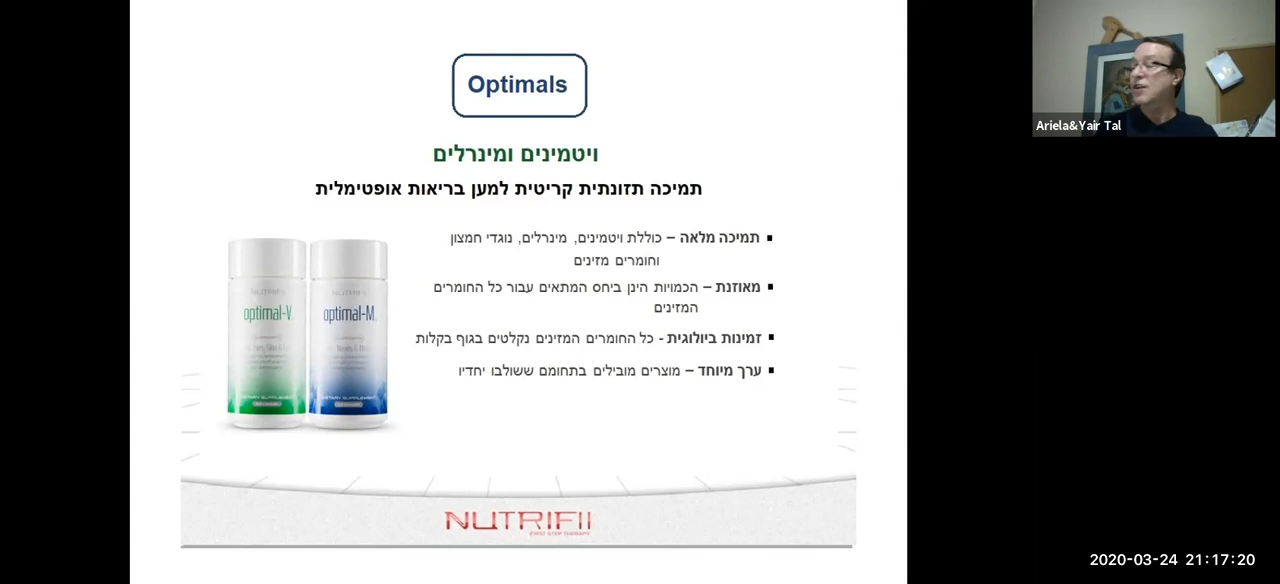 Optimals
ויטמינים ומינרלים
תמיכה תזונתית קריטית למען בריאות אופטימלית
▪ תמיכה מלאה – כוללת ויטמינים, מינרלים, נוגדי חמצון
וחומרים מזינים
▪ מאוזנת – הכמויות הינן ביחס המתאים עבור כל החומרים
המזינים
▪ זמינות ביולוגית - כל החומרים המזינים נקלטים בגוף בקלות
▪ ערך מיוחד – מוצרים מובילים בתחומם ששולבו יחדיו
NUTRIFII
optimal-V
DIETARY SUPPLEMENT
NUTRIFII
optimal-M
DIETARY SUPPLEMENT
NUTRIFII
Ariela&Yair Tal
2020-03-24 21:17:20